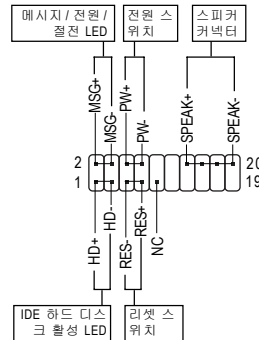 메시지/전원/
절전 LED
전원 스
위치
스피커
커넥터
MSG+
MSG-
PW+
PW-
SPEAK+
SPEAK-
2
20
1
19
HD+
HD-
RES-
RES+
NC
IDE 하드 디스
크 활성 LED
리셋 스
위치